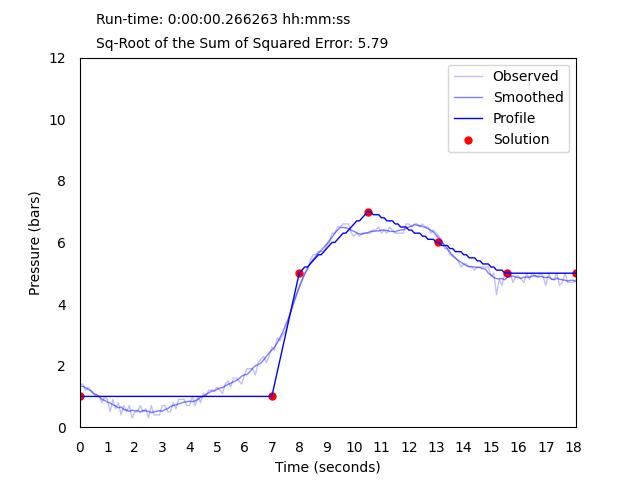 Run-time: 0:00:00.266263 hh:mm:ss
Sq-Root of the Sum of Squared Error: 5.79
Observed
Smoothed
Profile
Solution
Pressure (bars)
12
10
8
6
4
2
0
0 1 2 3 4 5 6 7 8 9 10 11 12 13 14 15 16 17 18
Time (seconds)